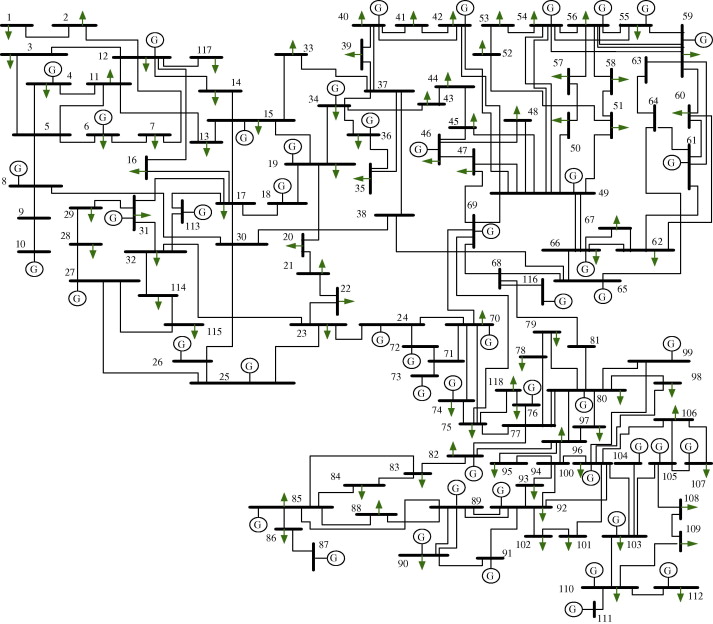 G G G G G
1 2 40 41 42 53 54 56 55 59
G G
3 12 117 33 39 52
G 57 58 63
4 11 14 37 44
G
34 43 51 64 60
G 15 48
5 6 7 13 G 36 45 46 50 61
G
16 19 G 47 G
8 G G 35 49 G
17 18
29 G 113 38 69 67
9 31 G
28 30 20 66 62
10 32 21 68 116 G 65
G 27 114 22 G G
G 115 23 24 70 79 81
G G
26 G 72 71 78 99
G 25 73 G 118 G 98
G 74 76 G 80
75 77 97 106
82 96 104 G G G
83 G 95 94 100 G 105 107
84 G 93
85 88 89 G 92 108
G G
86 87 102 101 103 109
G 90 91
G G G
110 112
G 111